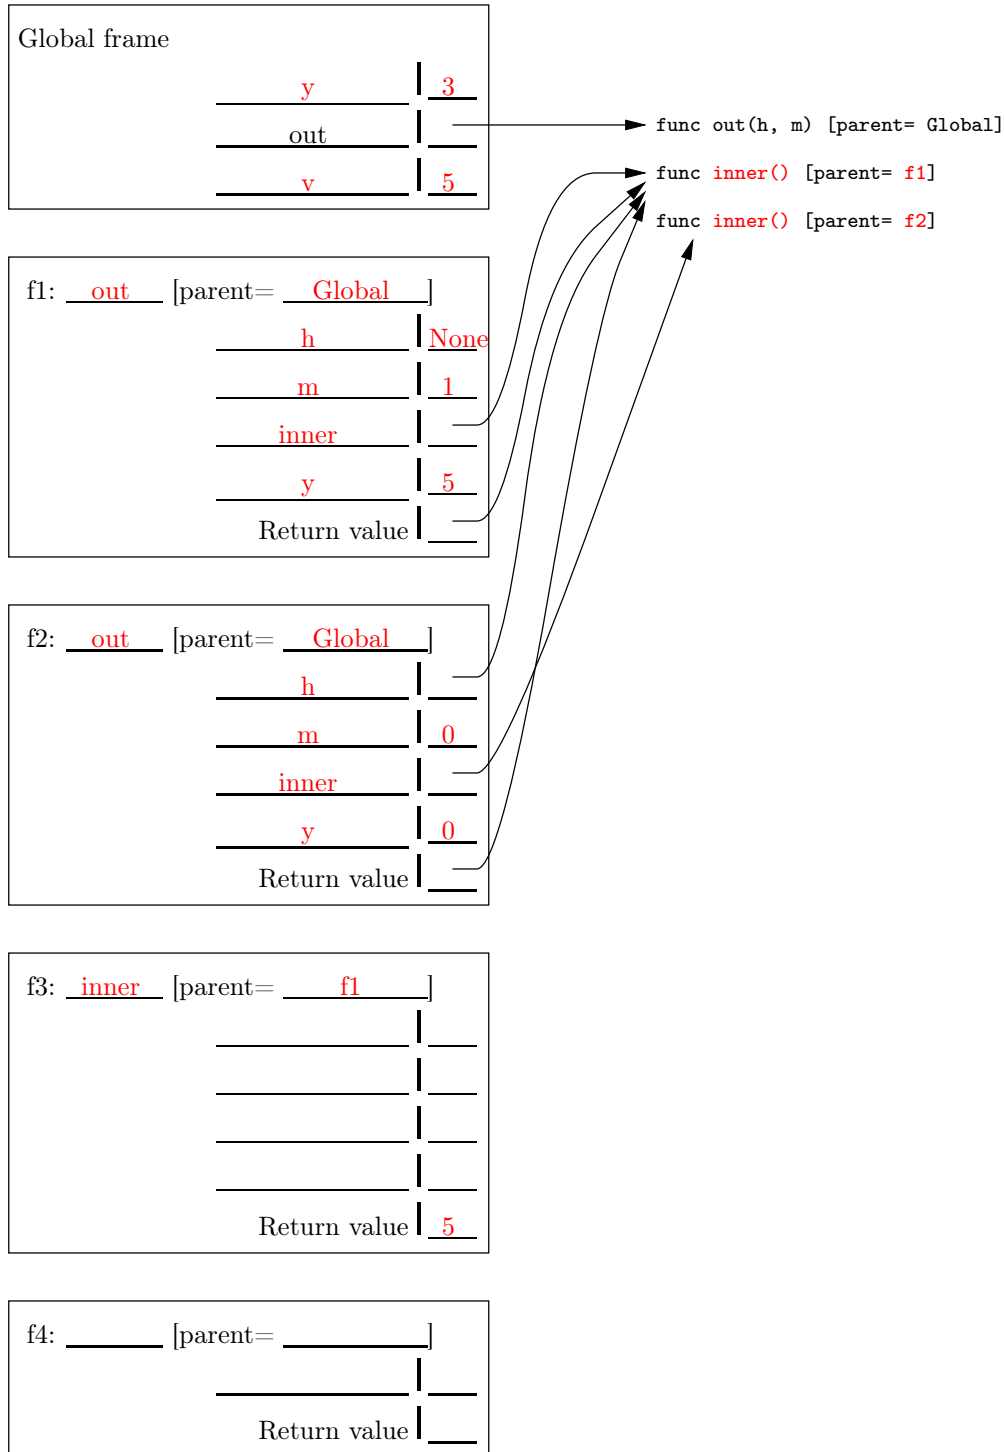 Global frame
y 3
out
v 5
func out(h, m) [parent= Global]
func inner() [parent= f1]
func inner() [parent= f2]
f1: out [parent= Global]
h None
m 1
inner
y 5
Return value
f2: out [parent= Global]
h
m 0
inner
y 0
Return value
f3: inner [parent= f1]
Return value 5
f4: [parent= ]
Return value